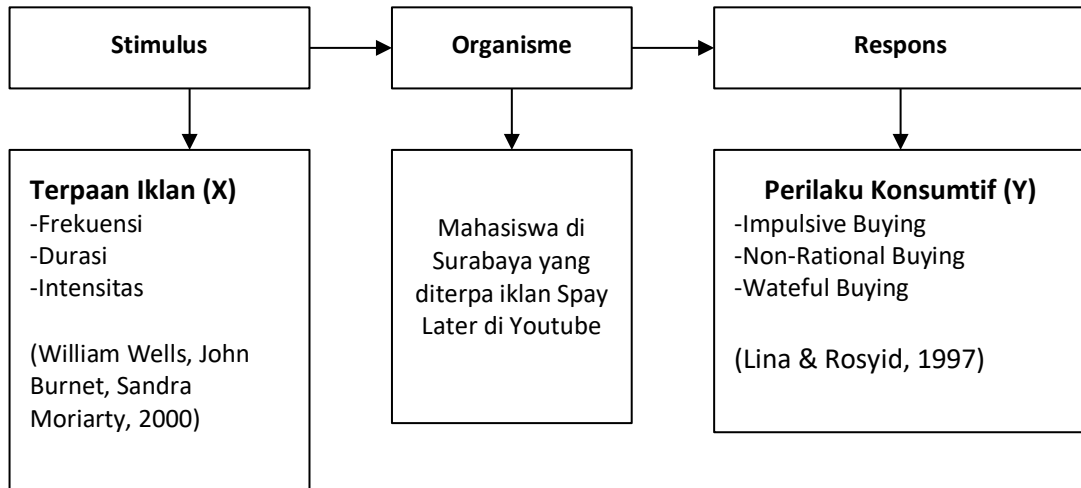 Stimulus
Organisme
Respons
Terpaan Iklan (X)
-Frekuensi
-Durasi
-Intensitas
(William Wells, John
Burnet, Sandra
Moriarty, 2000)
Mahasiswa di
Surabaya yang
diterpa iklan Spay
Later di Youtube
Perilaku Konsumtif (Y)
-Impulsive Buying
-Non-Rational Buying
-Wateful Buying
(Lina & Rosyid, 1997)